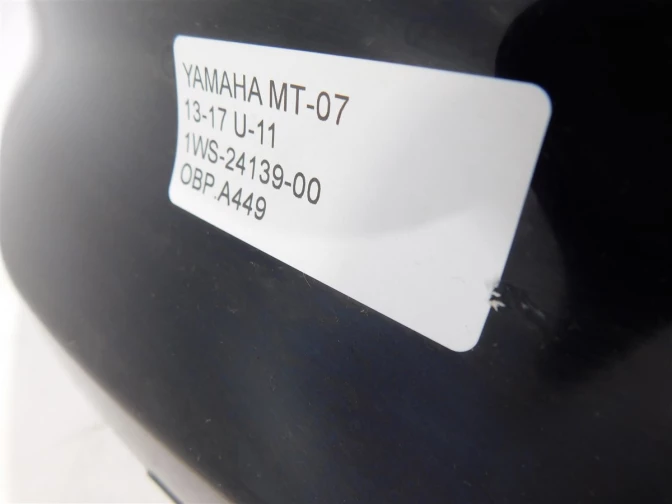 YAMAHA MT-07
13-17 U-11
1WS-24139-00
OBP.A449